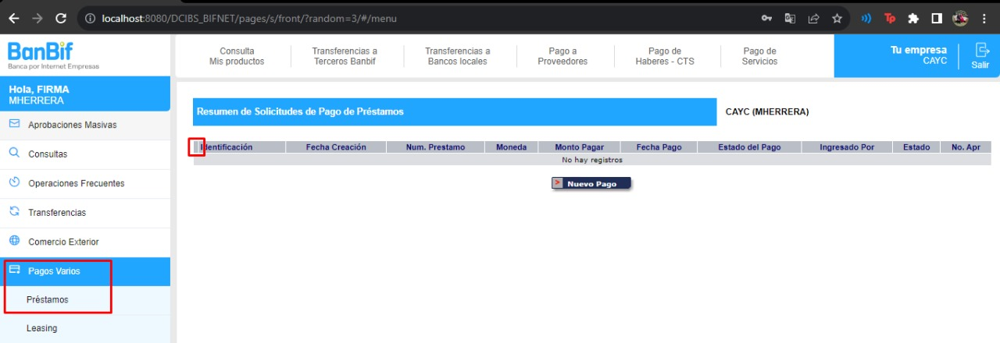 localhost:8080/DCIBS_BIFNET/pages/s/front/?random=3/#/menu
Tp
BanBif
Banca por Internet Empresas
Consulta
Mis productos
Transferencias a
Terceros Banbif
Transferencias a
Bancos locales
Pago a
Proveedores
Pago de
Haberes - CTS
Pago de
Servicios
Tu empresa
CAYC
Salir
Hola, FIRMA
MHERRERA
Aprobaciones Masivas
Consultas
Operaciones Frecuentes
Transferencias
Comercio Exterior
Pagos Varios
Préstamos
Leasing
Resumen de Solicitudes de Pago de Préstamos
CAYC (MHERRERA)
Identificación Fecha Creación Num. Prestamo Moneda Monto Pagar Fecha Pago Estado del Pago Ingresado Por Estado No. Apr
No hay registros
> Nuevo Pago